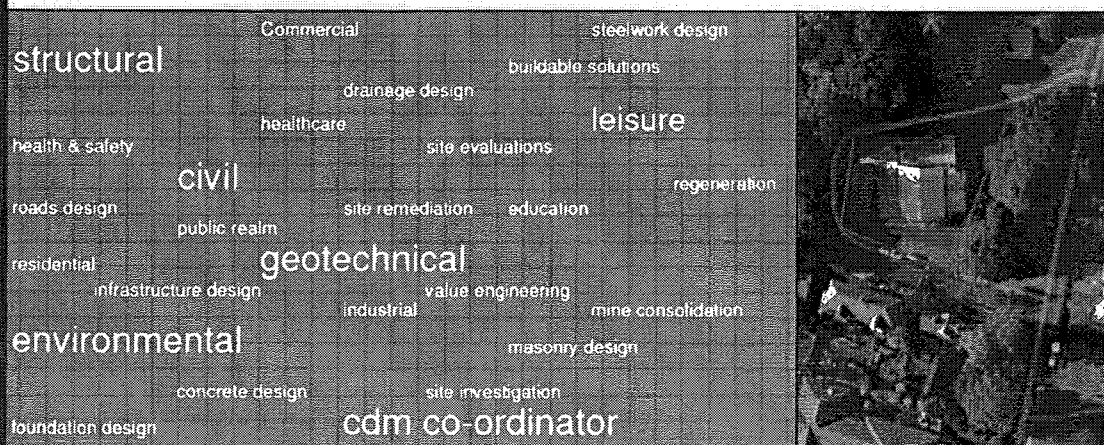 Commercial steelwork design
structural
buildable solutions
drainage design
healthcare leisure
health & safety site evaluations
civil
regeneration
roads design site remediation education
public realm
residential geotechnical
infrastructure design value engineering
industrial mine consolidation
environmental
masonry design
concrete design site investigation
foundation design cdm co-ordinator